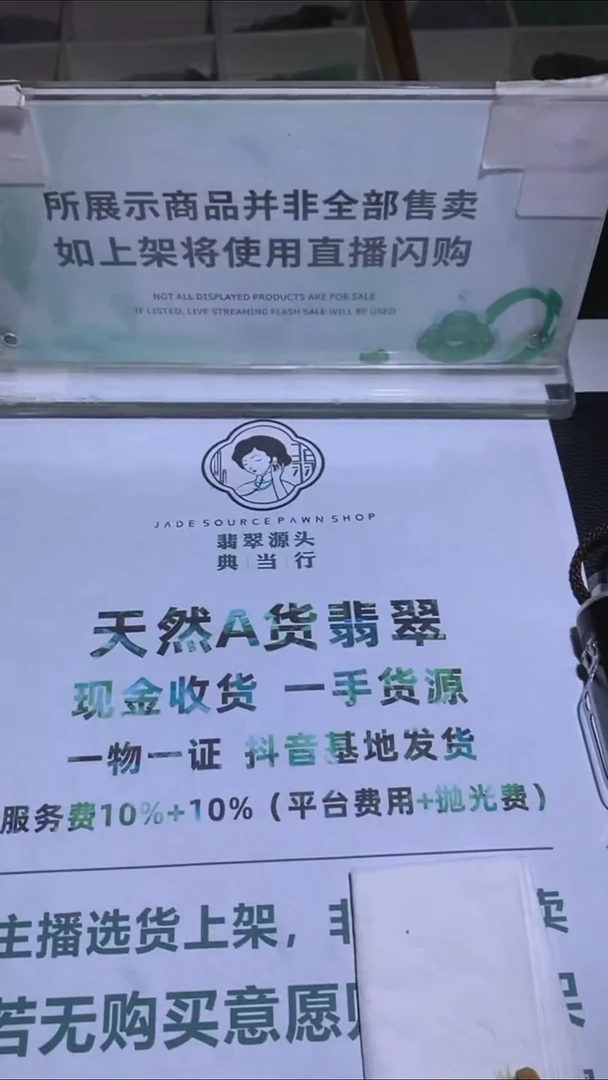 所展示商品并非全部售卖
如上架将使用直播闪购
NOT ALL DISPLAYED PRODUCTS ARE FOR SALE
IF LISTED, LIVE STREAMING FLASH SALE WILL BE USED
翡
JADE SOURCE PAWN SHOP
翡翠源头
典 当 行
天然A货翡翠
现金收货 一手货源
一物一证 抖音基地发货
服务费10%+10%（平台费用+抛光费）
主播选货上架，非 卖
若无购买意愿 架